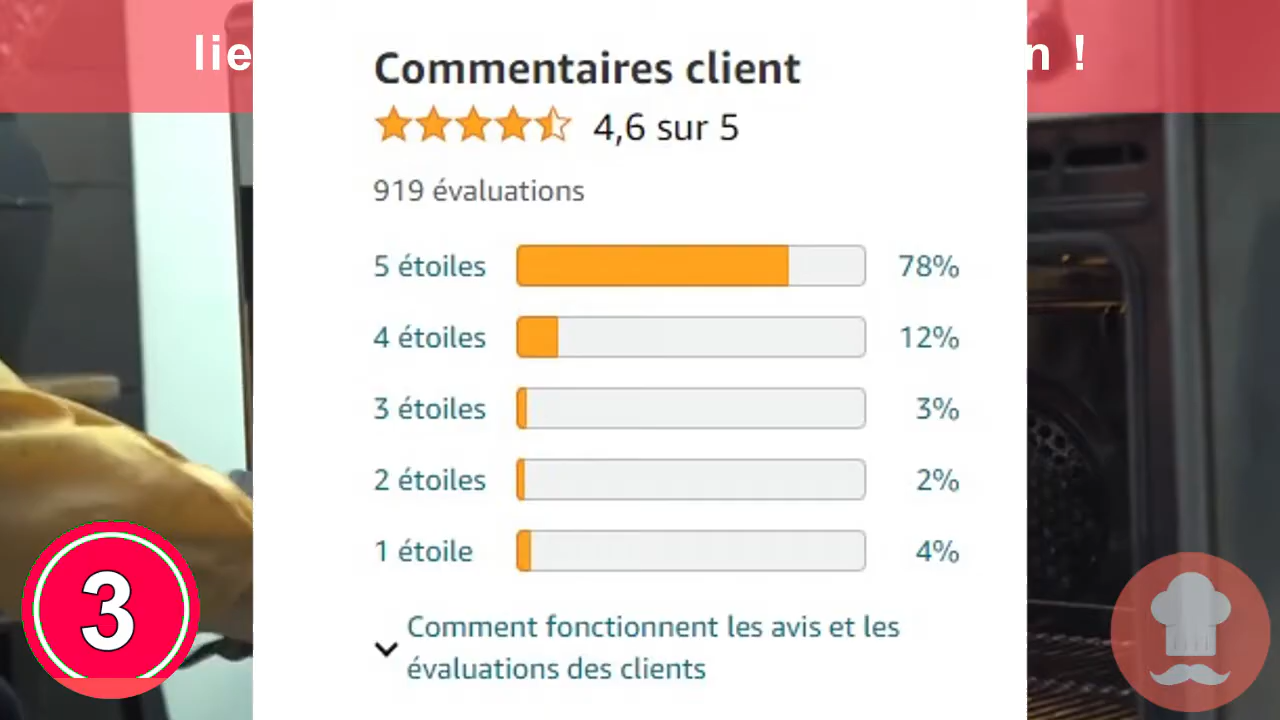 lie
n !
Commentaires client
4,6 sur 5
919 évaluations
5 étoiles 78%
4 étoiles 12%
3 étoiles 3%
2 étoiles 2%
1 étoile 4%
Comment fonctionnent les avis et les
évaluations des clients
3